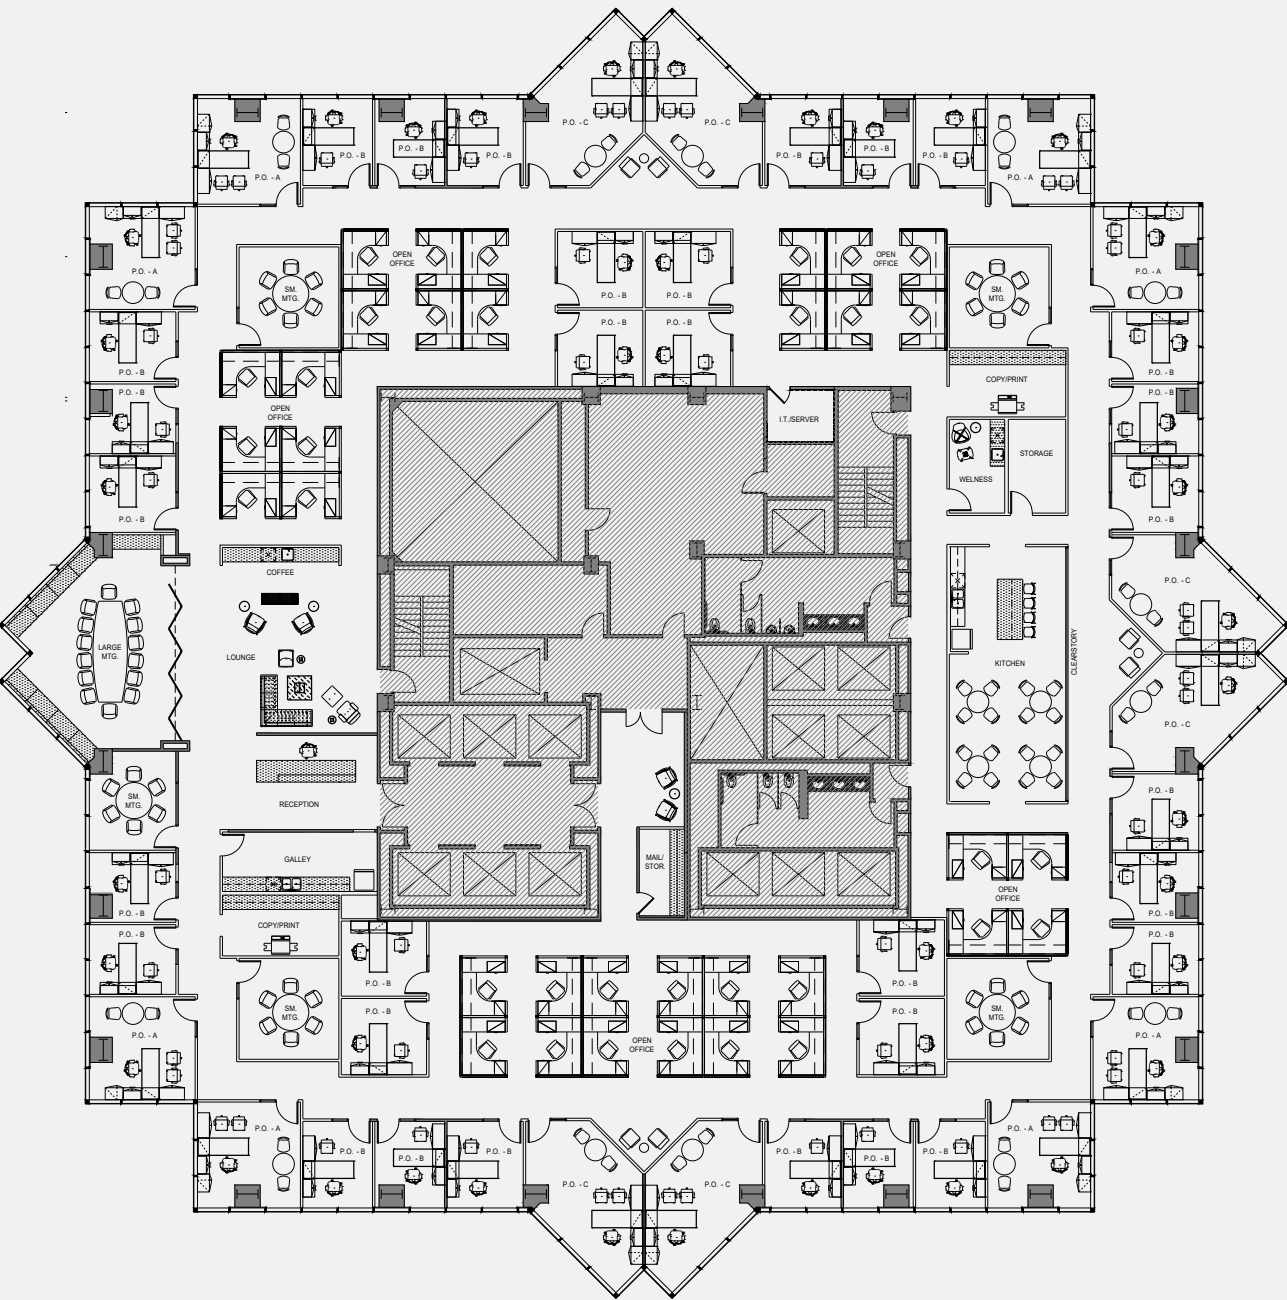 P.O. - C
P.O. - C
P.O. - A
P.O. - B
P.O. - B
P.O. - B
P.O. - B
P.O. - B
P.O. - B
P.O. - A
P.O. - A
OPEN
OFFICE
OPEN
OFFICE
P.O. - A
SM.
MTG.
P.O. - B
P.O. - B
SM.
MTG.
P.O. - B
P.O. - B
P.O. - B
P.O. - B
P.O. - B
COPY/PRINT
P.O. - B
OPEN
OFFICE
I.T./SERVER
STORAGE
WELNESS
P.O. - B
P.O. - B
COFFEE
P.O. - C
LARGE
MTG.
LOUNGE
KITCHEN
CLEARSTORY
P.O. - C
SM.
MTG.
RECEPTION
P.O. - B
GALLEY
MAIL/
STOR.
OPEN
OFFICE
P.O. - B
P.O. - B
COPY/PRINT
P.O. - B
P.O. - B
P.O. - B
P.O. - B
P.O. - A
SM.
MTG.
P.O. - B
P.O. - B
SM.
MTG.
P.O. - A
OPEN
OFFICE
P.O. - A
P.O. - A
P.O. - B
P.O. - B
P.O. - B
P.O. - B
P.O. - B
P.O. - B
P.O. - C
P.O. - C